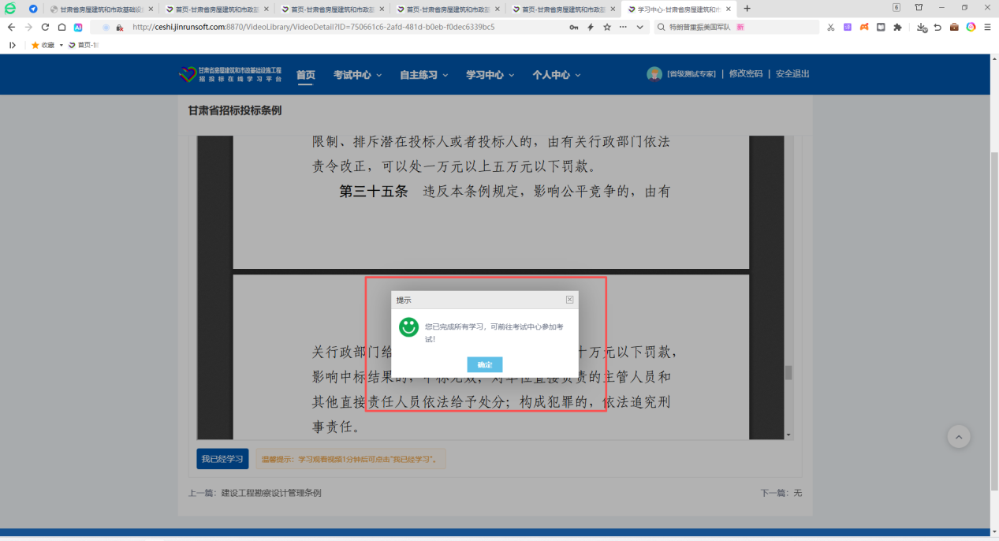 甘肃省房屋建筑和市政基础设
首页-甘肃省房屋建筑和市政基
首页-甘肃省房屋建筑和市政基
首页-甘肃省房屋建筑和市政基
首页-甘肃省房屋建筑和市政基
学习中心-甘肃省房屋建筑和市
6
http://ceshi.jinrunsoft.com:8870/VideoLibrary/VideoDetail?ID=750661c6-2afd-481d-b0eb-f0dec6339bc5
特朗普重振美国军队 新
收藏
首页-甘
甘肃省房屋建筑和市政基础设施工程
招投标在线学习平台
首页
考试中心
自主练习
学习中心
个人中心
[省级测试专家] | 修改密码 | 安全退出
甘肃省招标投标条例
限制、排斥潜在投标人或者投标人的，由有关行政部门依法
责令改正，可以处一万元以上五万元以下罚款。
第三十五条 违反本条例规定，影响公平竞争的，由有
提示
您已完成所有学习，可前往考试中心参加考
试！
确定
关行政部门给
十万元以下罚款，
影响中标结果的，中标无效；对单位直接负责的主管人员和
其他直接责任人员依法给予处分；构成犯罪的，依法追究刑
事责任。
我已经学习
温馨提示：学习观看视频1分钟后可点击"我已经学习"。
上一篇：建设工程勘察设计管理条例
下一篇：无